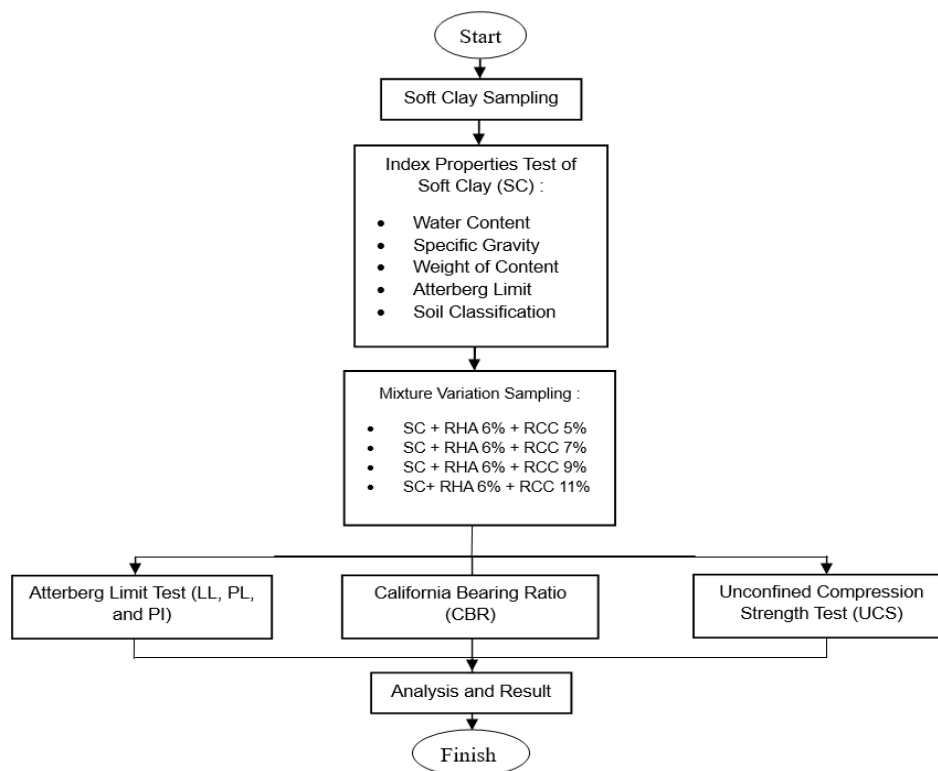 Start
Soft Clay Sampling
Index Properties Test of
Soft Clay (SC) :
• Water Content
• Specific Gravity
• Weight of Content
• Atterberg Limit
• Soil Classification
Mixture Variation Sampling :
• SC + RHA 6% + RCC 5%
• SC + RHA 6% + RCC 7%
• SC + RHA 6% + RCC 9%
• SC+ RHA 6% + RCC 11%
Atterberg Limit Test (LL, PL,
and PI)
California Bearing Ratio
(CBR)
Unconfined Compression
Strength Test (UCS)
Analysis and Result
Finish